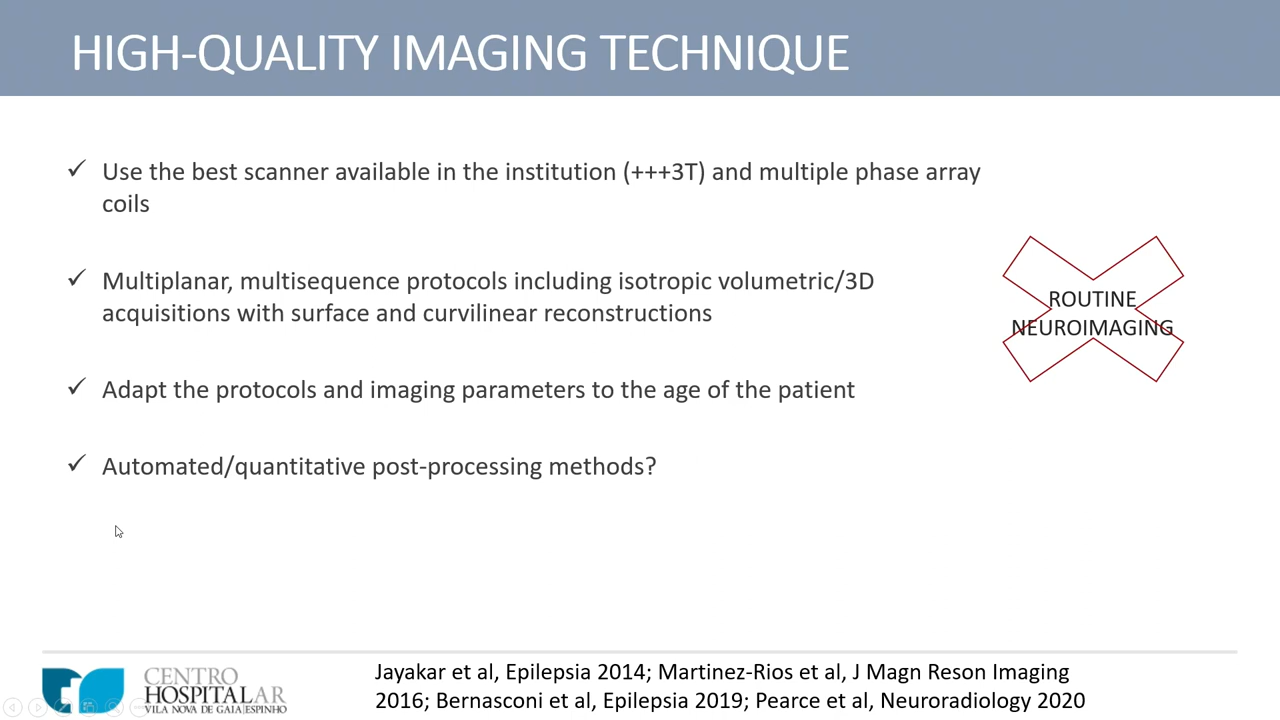 HIGH-QUALITY IMAGING TECHNIQUE
Use the best scanner available in the institution (+++3T) and multiple phase array
coils
Multiplanar, multisequence protocols including isotropic volumetric/3D
acquisitions with surface and curvilinear reconstructions
Adapt the protocols and imaging parameters to the age of the patient
Automated/quantitative post-processing methods?
ROUTINE
NEUROIMAGING
CENTRO
HOSPITALAR
VILA NOVA DE GAIA|ESPINHO
Jayakar et al, Epilepsia 2014; Martinez-Rios et al, J Magn Reson Imaging
2016; Bernasconi et al, Epilepsia 2019; Pearce et al, Neuroradiology 2020